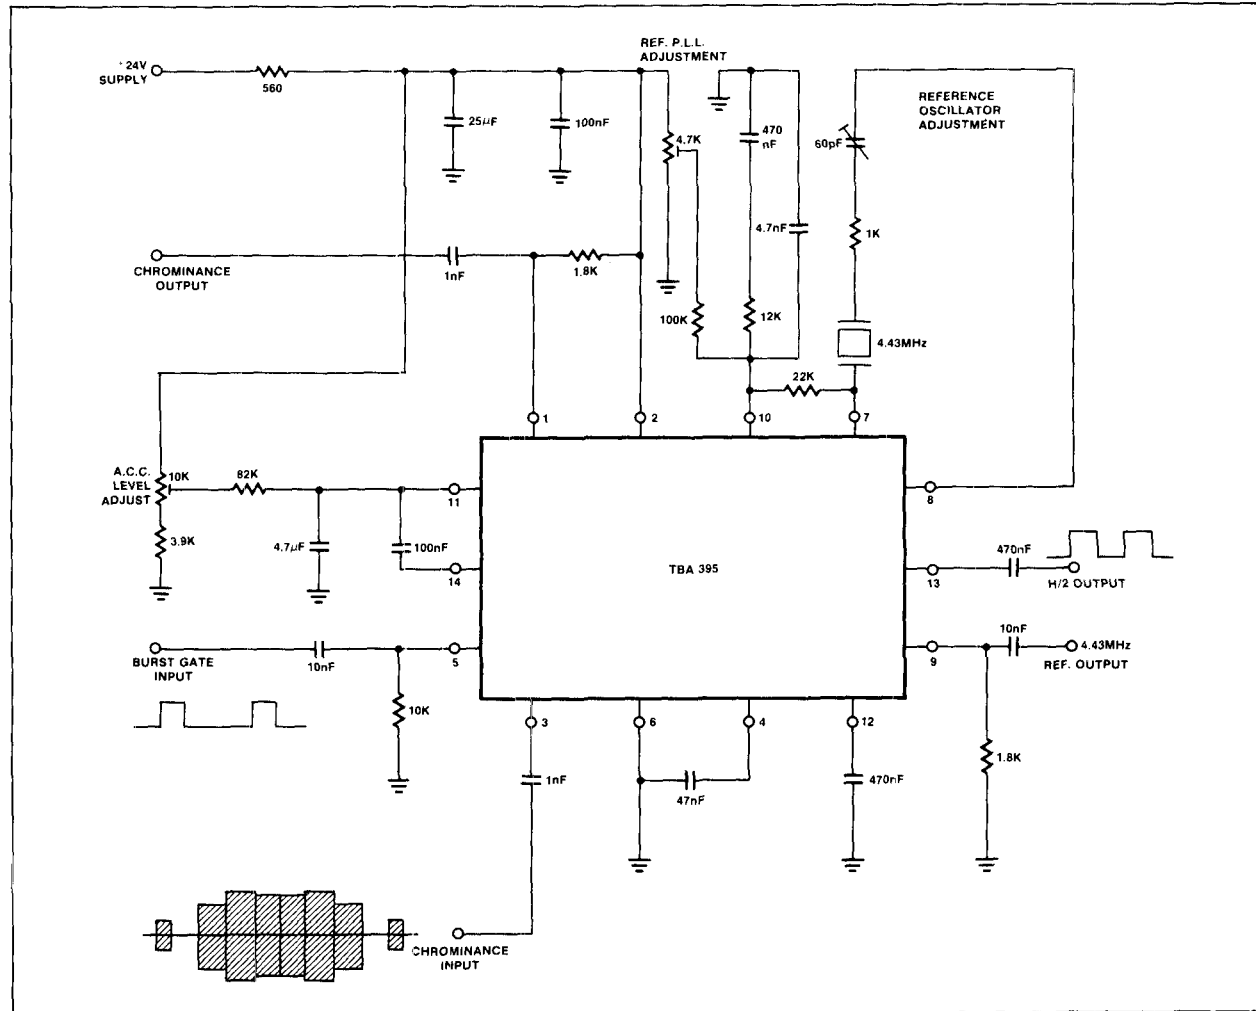 +24V
SUPPLY
560
25µF
100nF
REF. P.L.L.
ADJUSTMENT
4.7K
470
nF
4.7nF
60pF
REFERENCE
OSCILLATOR
ADJUSTMENT
1K
CHROMINANCE
OUTPUT
1nF
1.8K
100K
12K
4.43MHz
22K
1
2
10
7
A.C.C.
LEVEL
ADJUST
10K
82K
11
8
3.9K
4.7µF
100nF
14
TBA 395
13
470nF
H/2 OUTPUT
BURST GATE
INPUT
10nF
5
9
10nF
4.43MHz
REF. OUTPUT
10K
3
6
4
12
1nF
47nF
470nF
1.8K
CHROMINANCE
INPUT